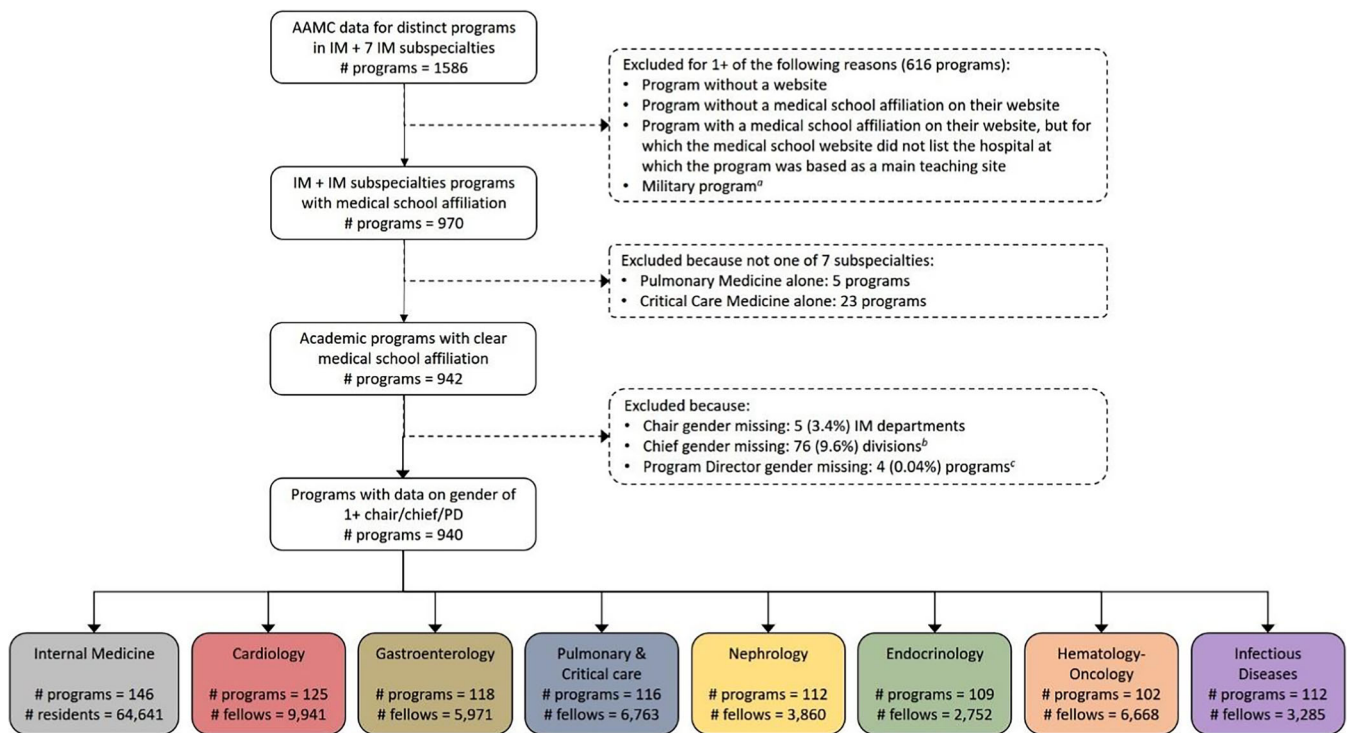 AAMC data for distinct programs
in IM + 7 IM subspecialties
# programs = 1586
Excluded for 1+ of the following reasons (616 programs):
• Program without a website
• Program without a medical school affiliation on their website
• Program with a medical school affiliation on their website, but for
which the medical school website did not list the hospital at
which the program was based as a main teaching site
• Military programᵃ
IM + IM subspecialties programs
with medical school affiliation
# programs = 970
Excluded because not one of 7 subspecialties:
• Pulmonary Medicine alone: 5 programs
• Critical Care Medicine alone: 23 programs
Academic programs with clear
medical school affiliation
# programs = 942
Excluded because:
• Chair gender missing: 5 (3.4%) IM departments
• Chief gender missing: 76 (9.6%) divisionsᵇ
• Program Director gender missing: 4 (0.04%) programsᶜ
Programs with data on gender of
1+ chair/chief/PD
# programs = 940
Internal Medicine
# programs = 146
# residents = 64,641
Cardiology
# programs = 125
# fellows = 9,941
Gastroenterology
# programs = 118
# fellows = 5,971
Pulmonary &
Critical care
# programs = 116
# fellows = 6,763
Nephrology
# programs = 112
# fellows = 3,860
Endocrinology
# programs = 109
# fellows = 2,752
Hematology-
Oncology
# programs = 102
# fellows = 6,668
Infectious
Diseases
# programs = 112
# fellows = 3,285